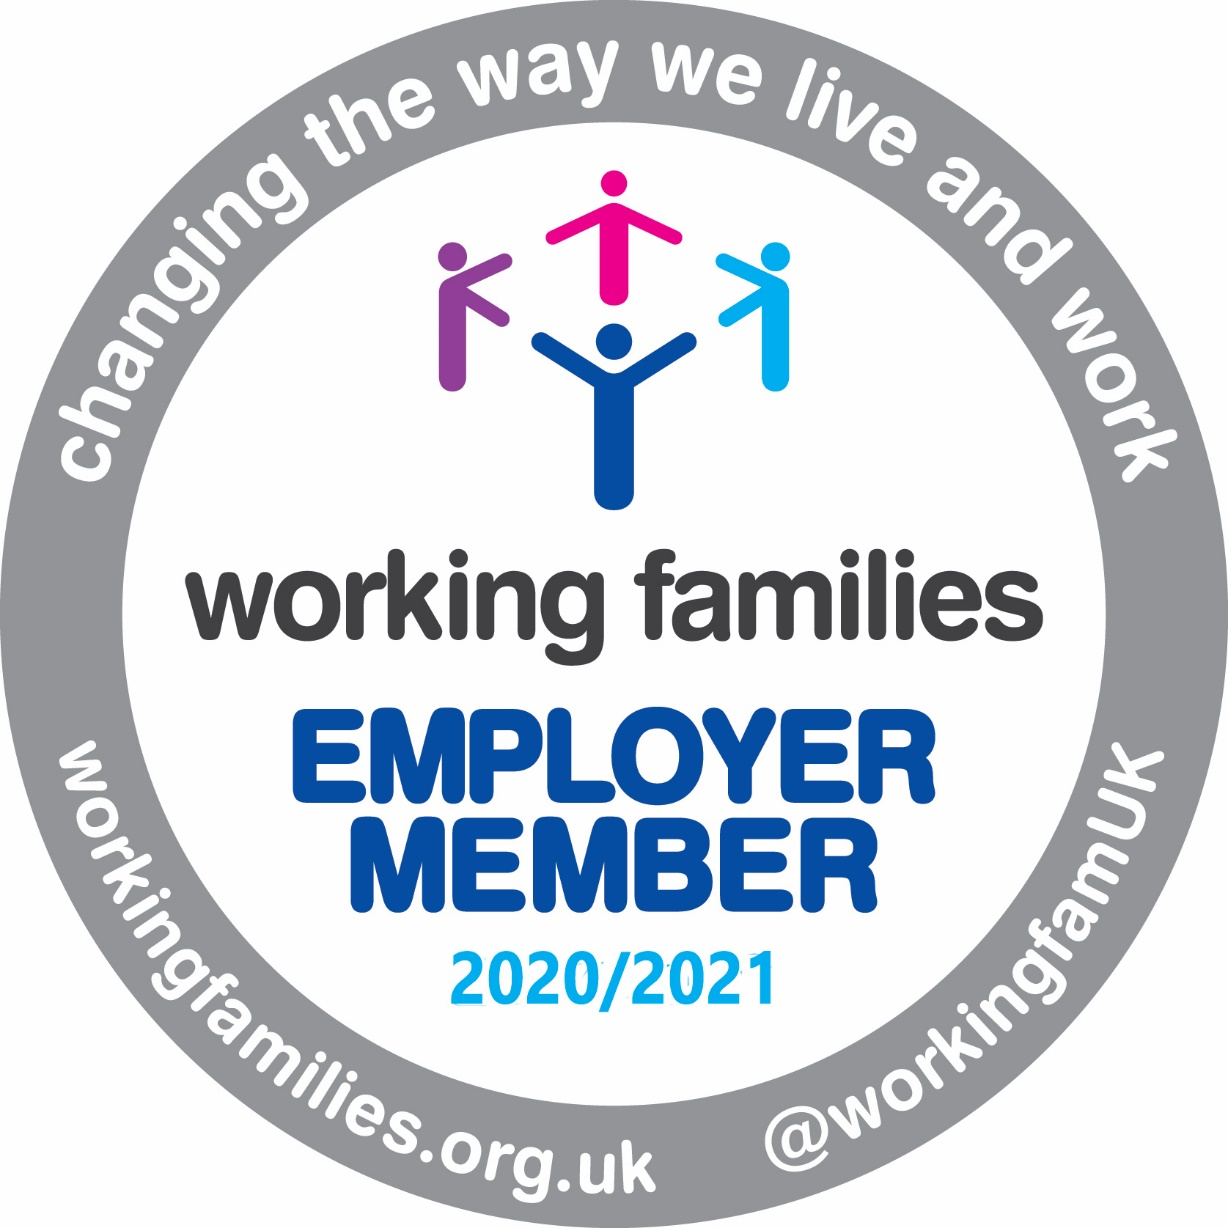 changing the way we live and work
working families
EMPLOYER
MEMBER
2020/2021
workingfamilies.org.uk
@workingfamUK